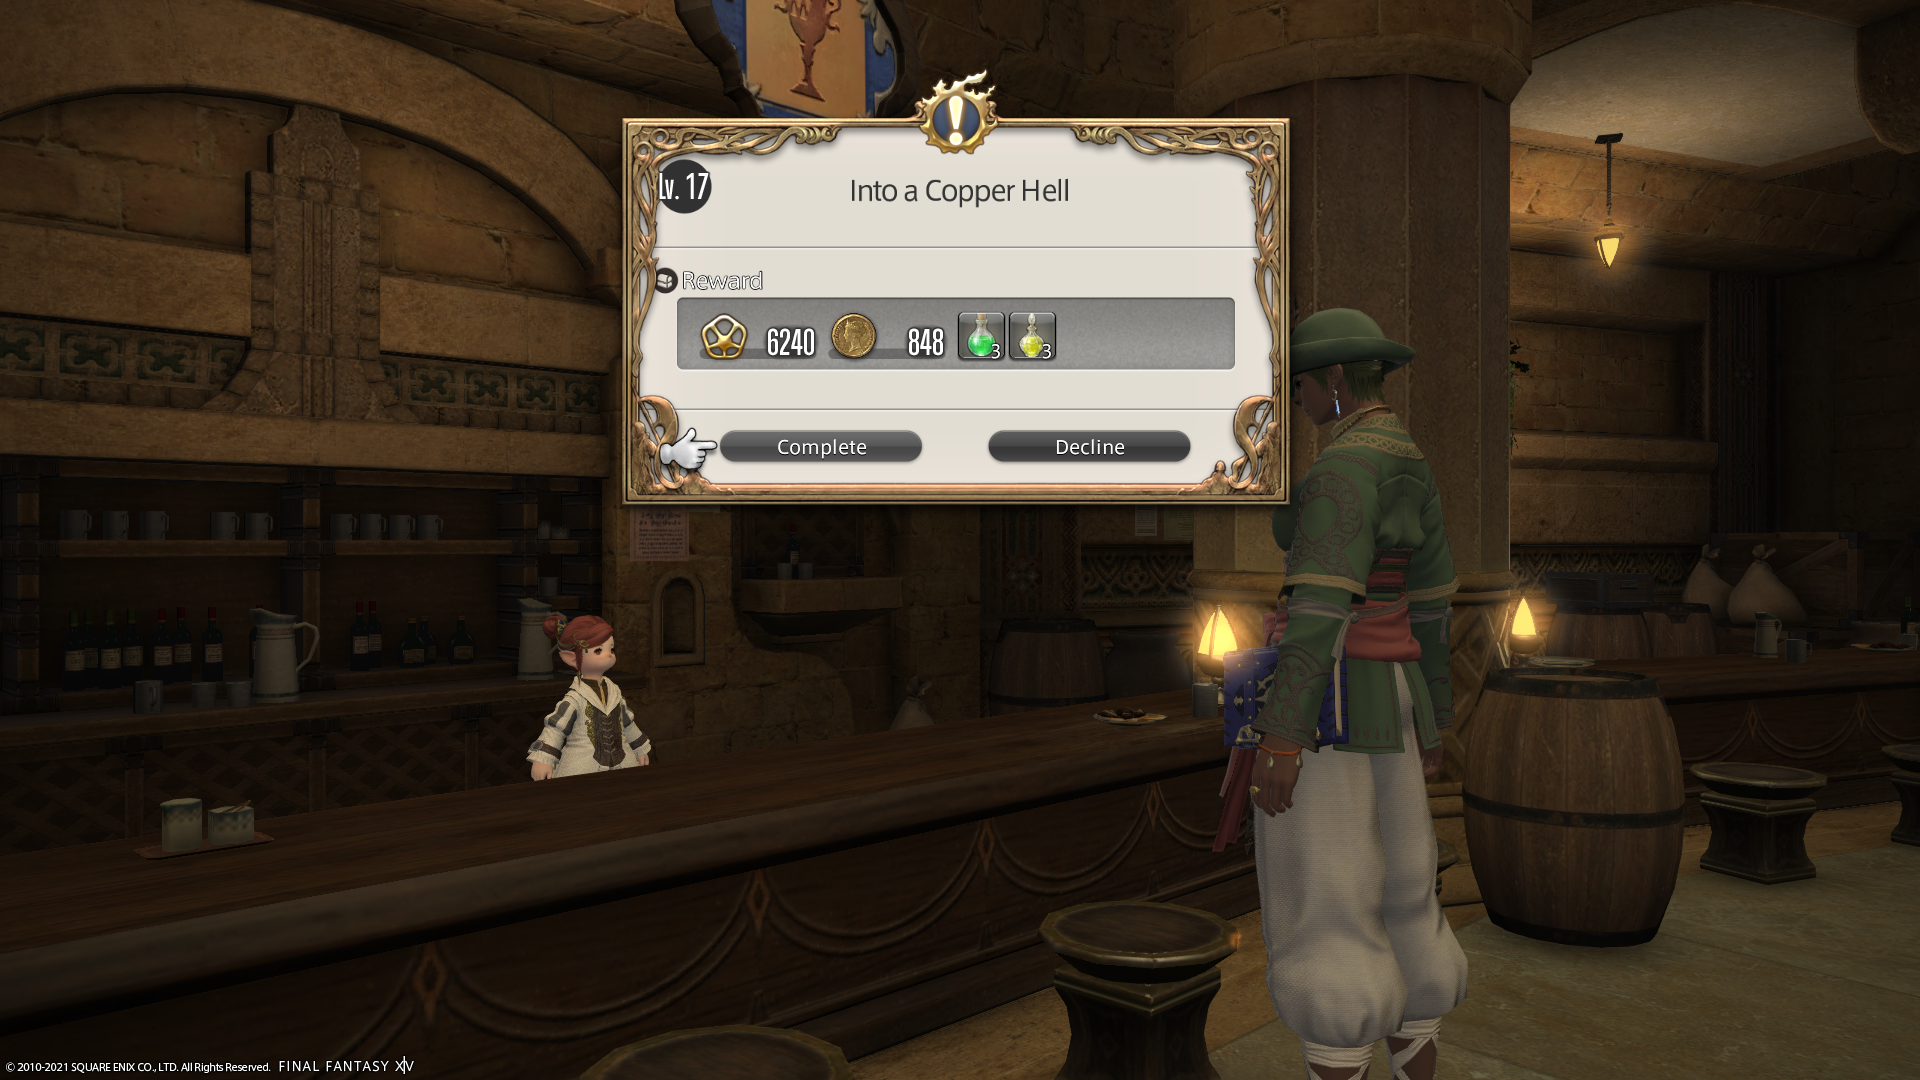 Lv. 17
Into a Copper Hell
Reward
6240
848
3
3
Complete
Decline
© 2010-2021 SQUARE ENIX CO., LTD. All Rights Reserved. FINAL FANTASY XIV